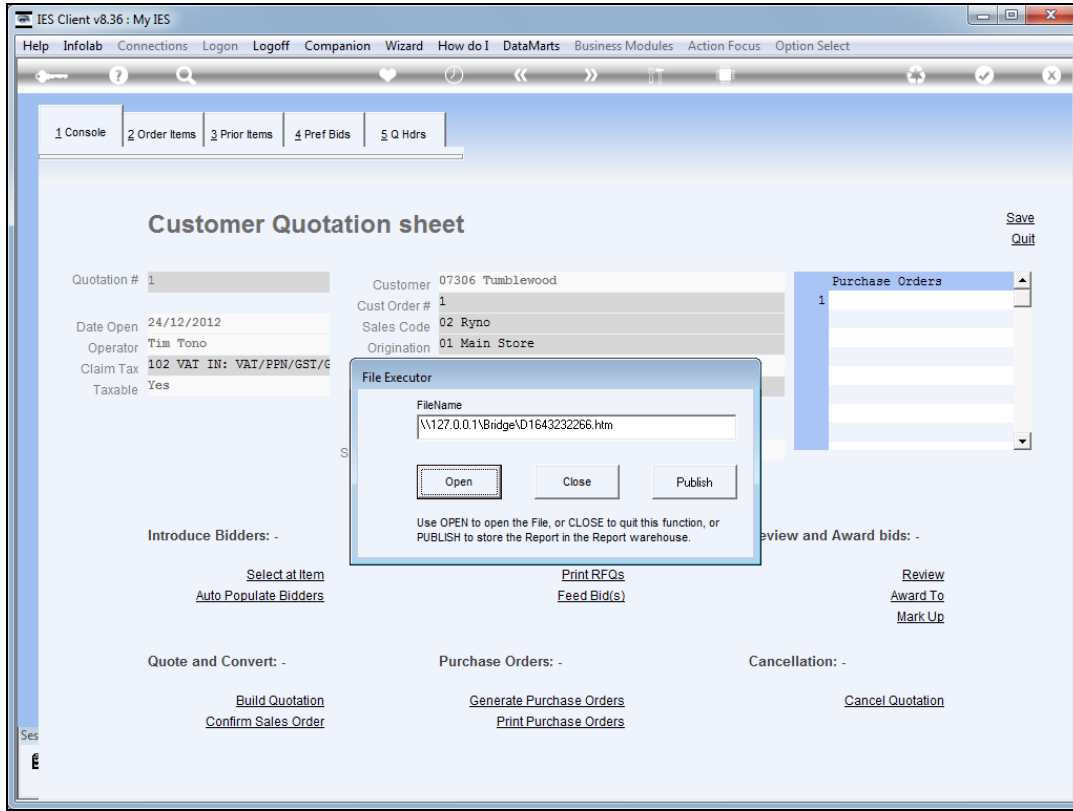 IES Client v8.36 : My IES
Help Infolab Connections Logon Logoff Companion Wizard How do I DataMarts Business Modules Action Focus Option Select
1 Console 2 Order Items 3 Prior Items 4 Pref Bids 5 Q Hdrs
Customer Quotation sheet
Save
Quit
Quotation # 1
Customer 07306 Tumblewood
Cust Order # 1
Date Open 24/12/2012
Sales Code 02 Ryno
Operator Tim Tono
Origination 01 Main Store
Claim Tax 102 VAT IN: VAT/PPN/GST/G
Taxable Yes
Purchase Orders
1
File Executor
FileName
\\127.0.0.1\Bridge\D1643232266.htm
Open Close Publish
Use OPEN to open the File, or CLOSE to quit this function, or
PUBLISH to store the Report in the Report warehouse.
S
Introduce Bidders: -
eview and Award bids: -
Select at Item Print RFQs Review
Auto Populate Bidders Feed Bid(s) Award To
Mark Up
Quote and Convert: - Purchase Orders: - Cancellation: -
Build Quotation Generate Purchase Orders Cancel Quotation
Confirm Sales Order Print Purchase Orders
Ses